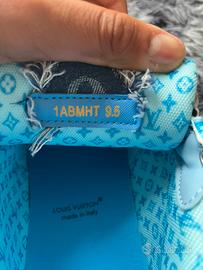 1ABMHT 9.5
LOUIS VUITTON
made in Italy